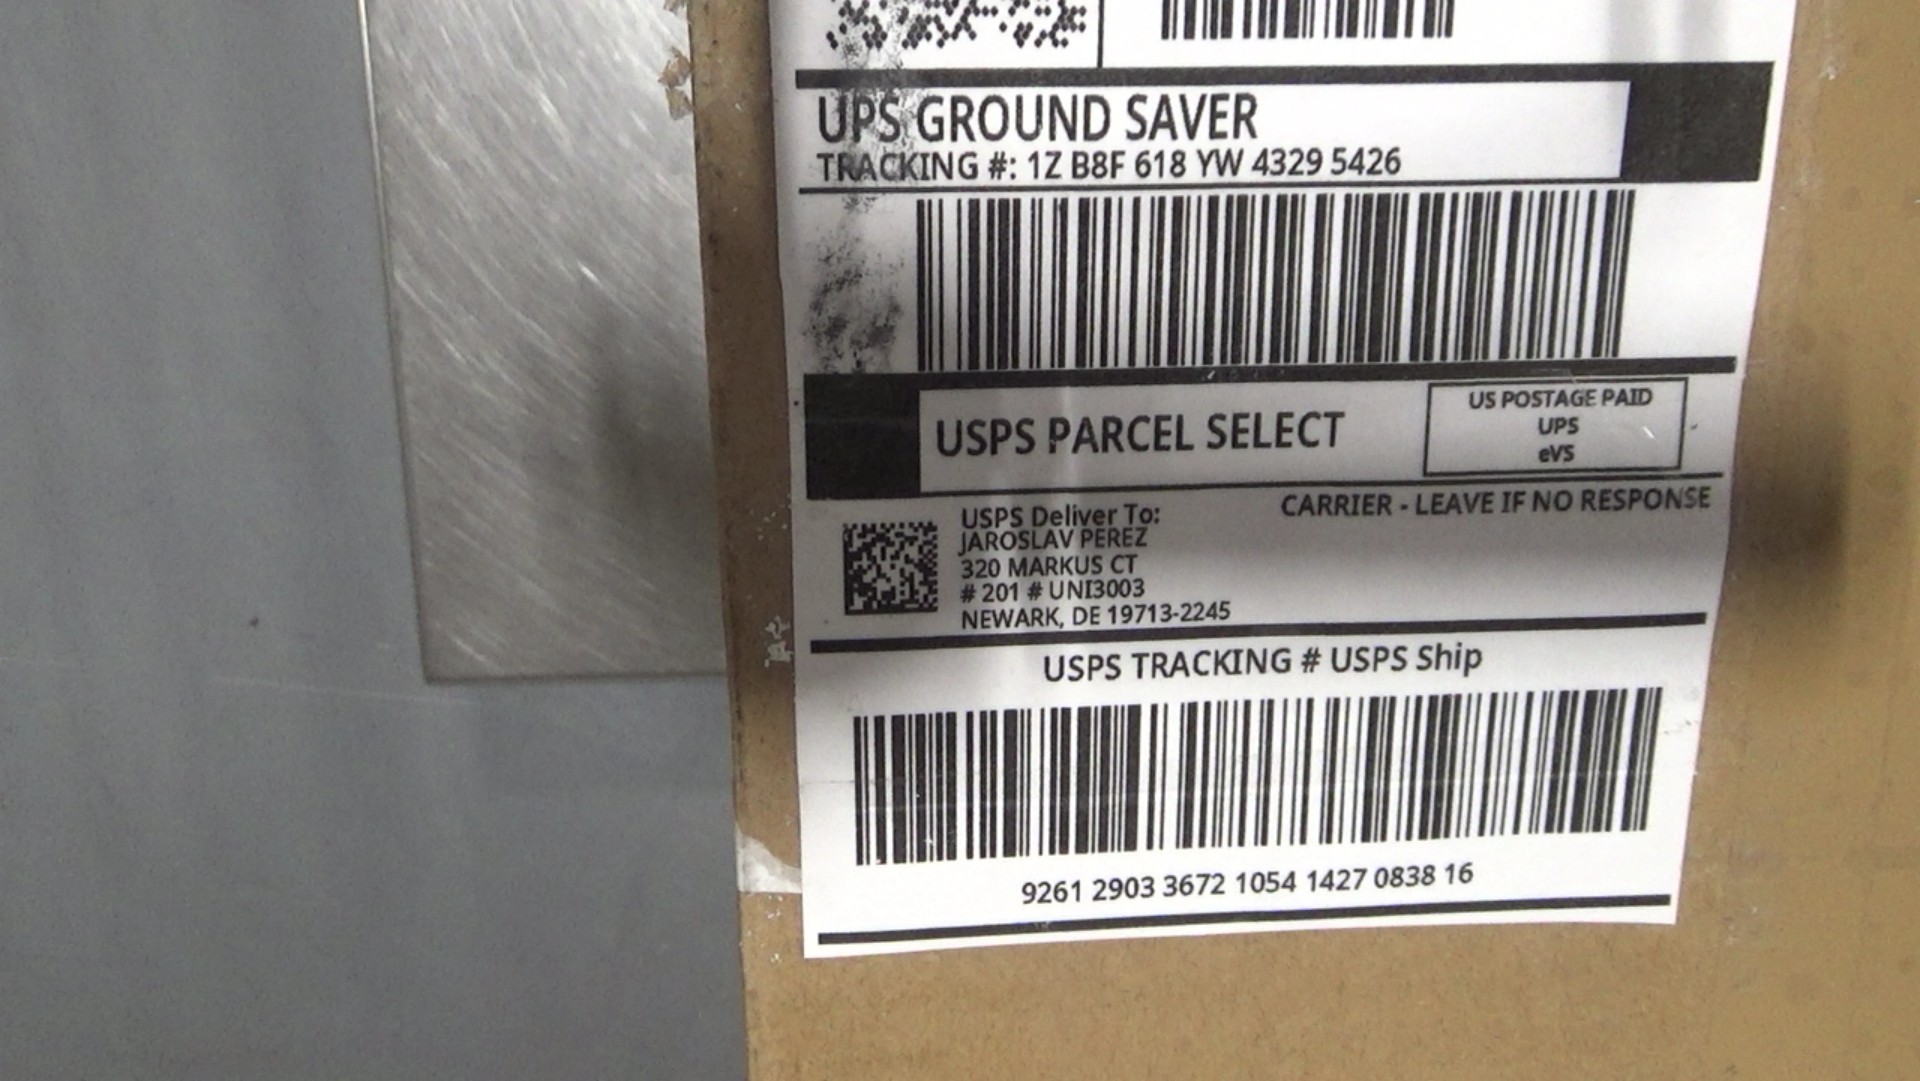 UPS GROUND SAVER
TRACKING #: 1Z B8F 618 YW 4329 5426
USPS PARCEL SELECT
US POSTAGE PAID
UPS
eVS
CARRIER - LEAVE IF NO RESPONSE
USPS Deliver To:
JAROSLAV PEREZ
320 MARKUS CT
# 201 # UNI3003
NEWARK, DE 19713-2245
USPS TRACKING # USPS Ship
9261 2903 3672 1054 1427 0838 16